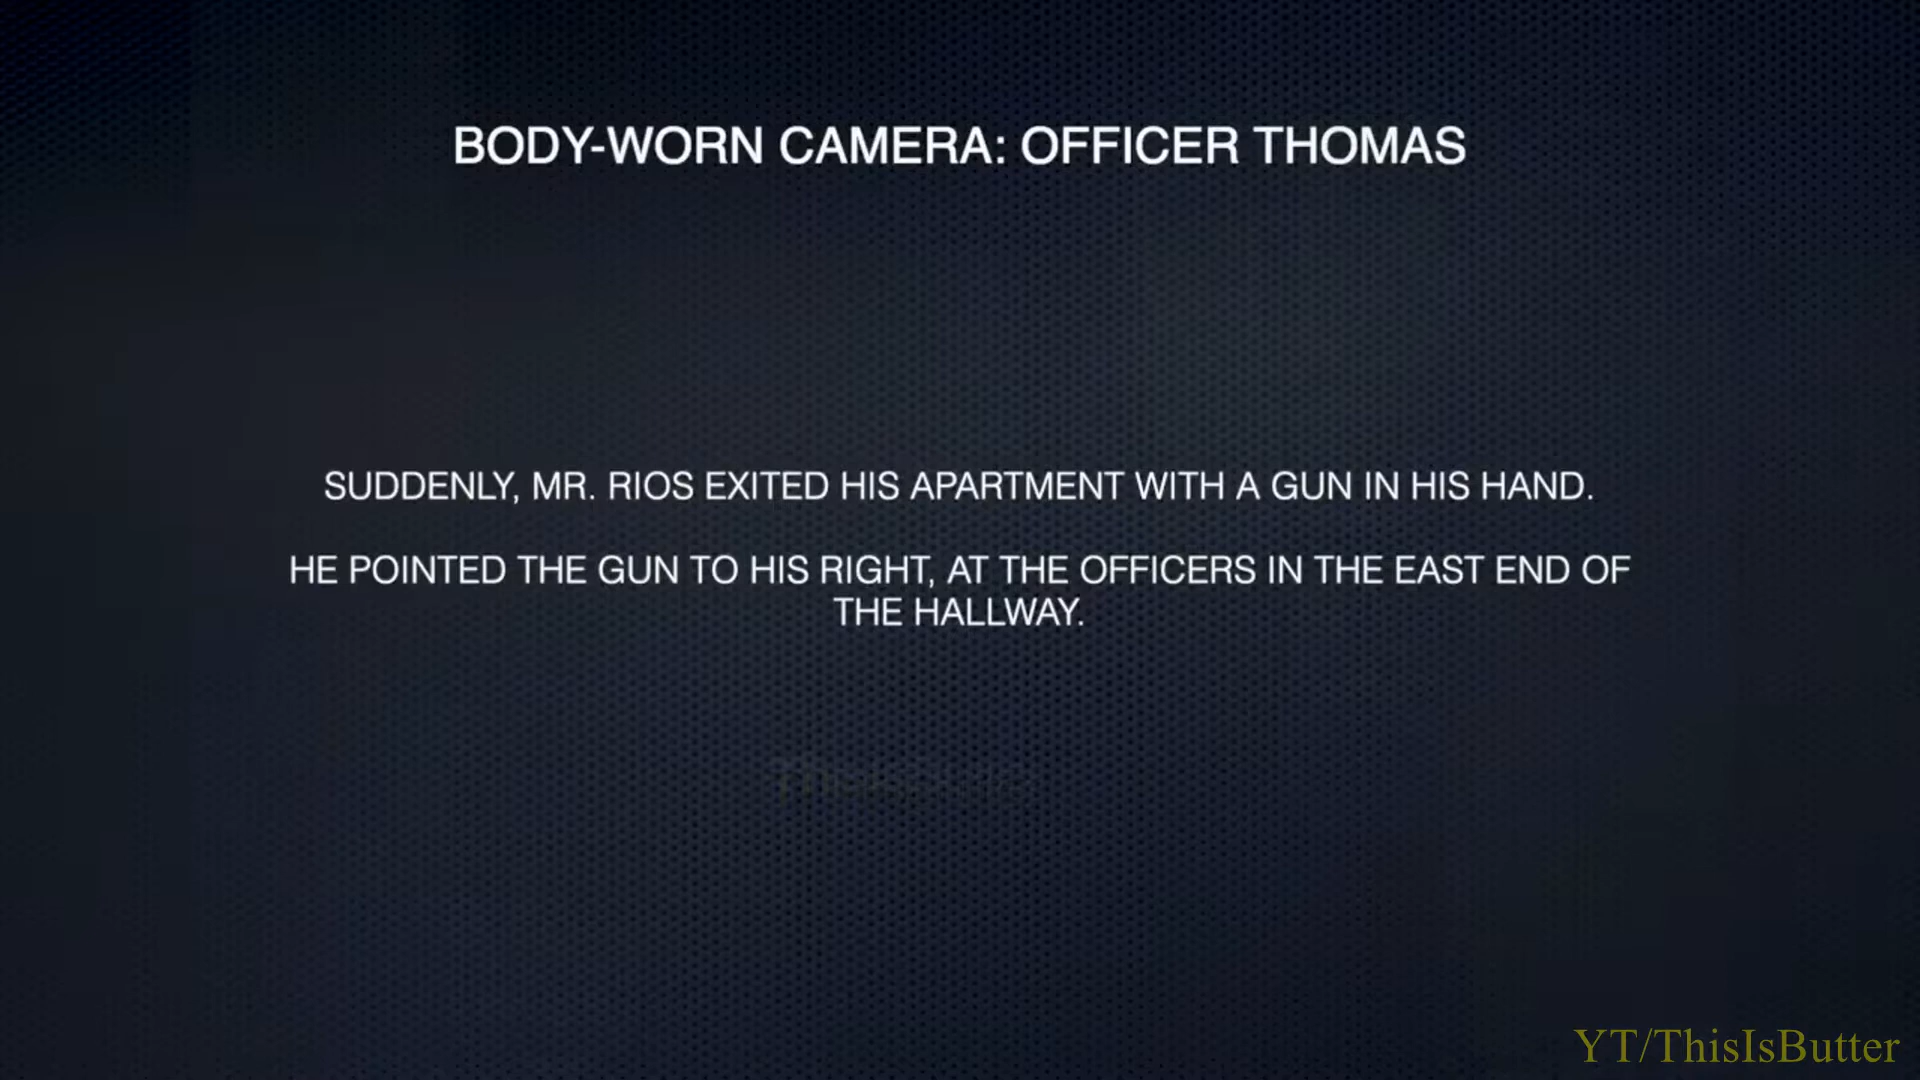 BODY-WORN CAMERA: OFFICER THOMAS
SUDDENLY, MR. RIOS EXITED HIS APARTMENT WITH A GUN IN HIS HAND.
HE POINTED THE GUN TO HIS RIGHT, AT THE OFFICERS IN THE EAST END OF
THE HALLWAY.
YT/ThisIsButter